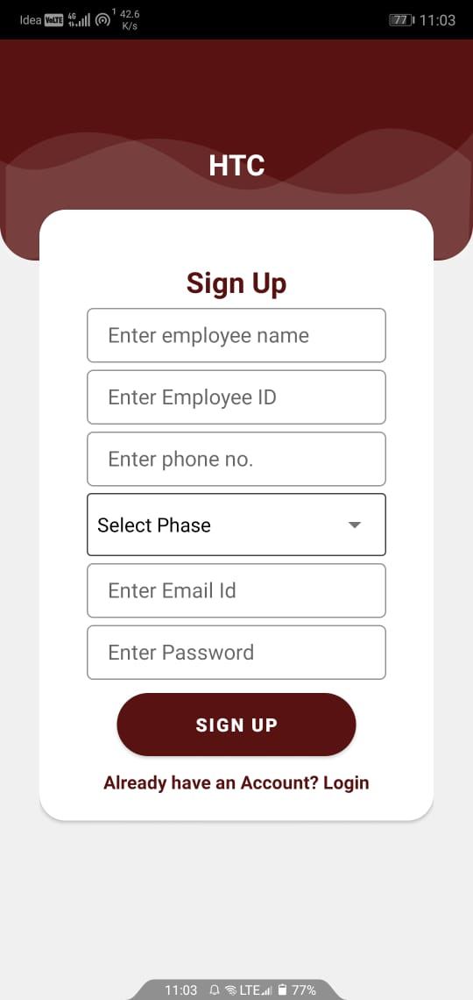 Idea VoLTE 4G 1 42.6 K/s 77 11:03
HTC
Sign Up
Enter employee name
Enter Employee ID
Enter phone no.
Select Phase
Enter Email Id
Enter Password
SIGN UP
Already have an Account? Login
11:03 LTE 77%